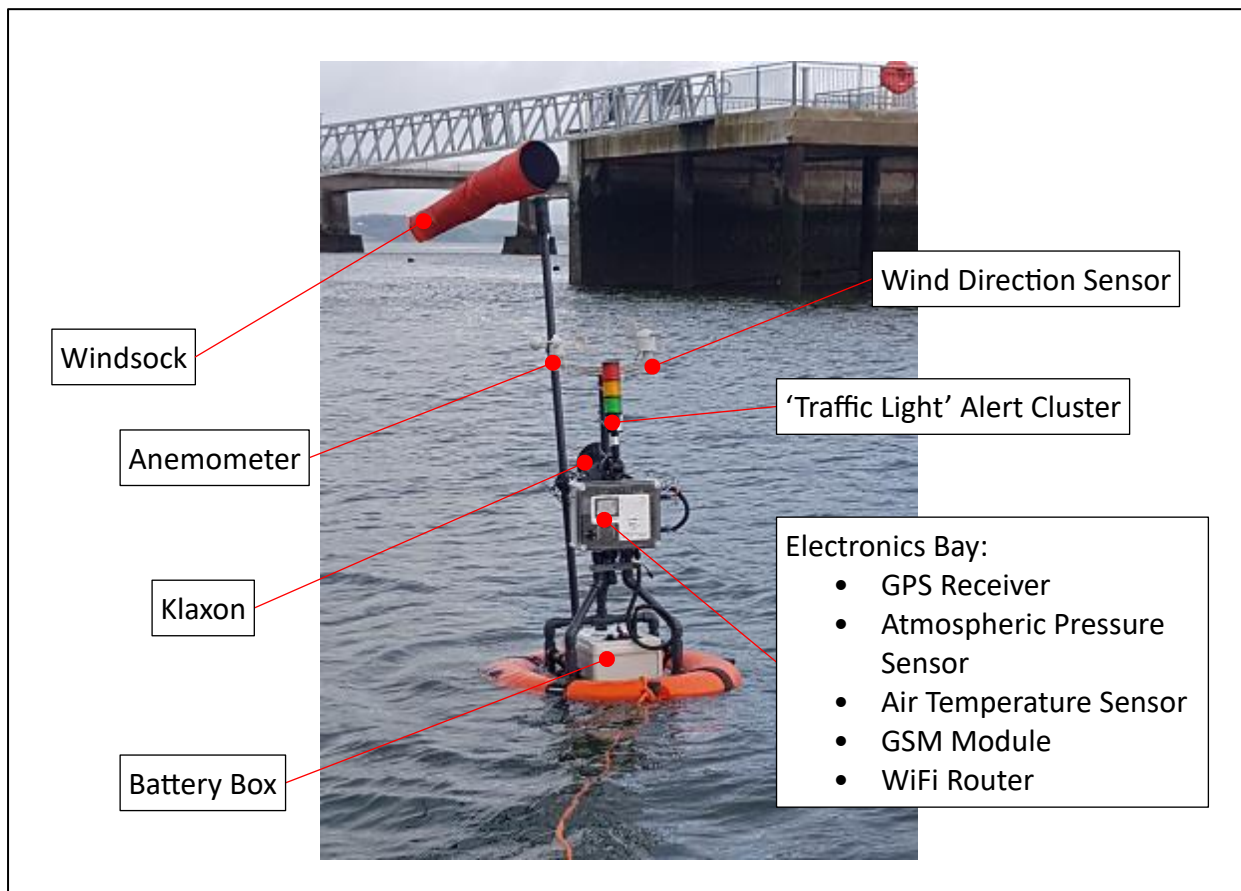 Windsock
Anemometer
Klaxon
Battery Box
Wind Direction Sensor
‘Traffic Light’ Alert Cluster
Electronics Bay:
• GPS Receiver
• Atmospheric Pressure
Sensor
• Air Temperature Sensor
• GSM Module
• WiFi Router